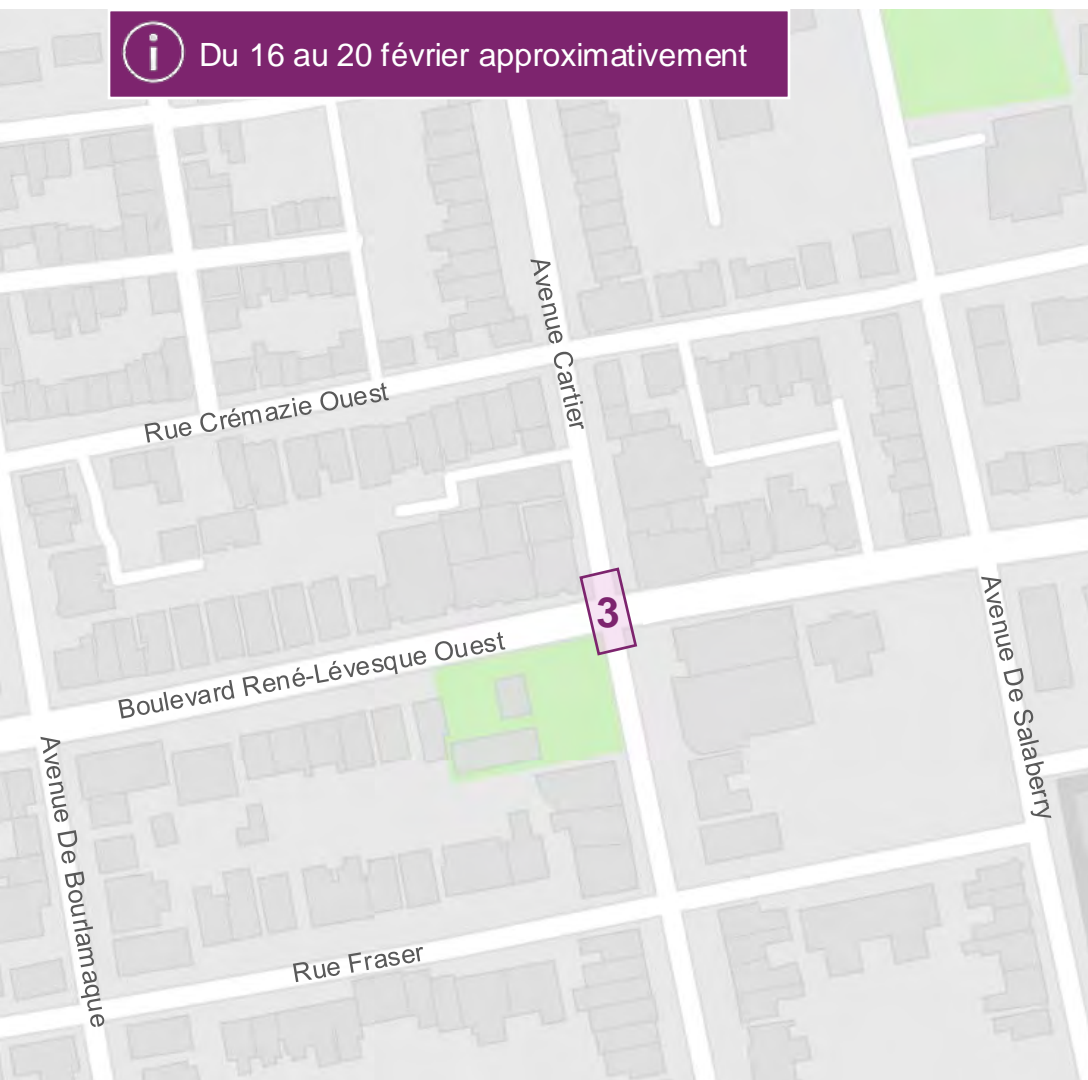 i Du 16 au 20 février approximativement
Avenue Cartier
Rue Crémazie Ouest
3
Boulevard René-Lévesque Ouest
Avenue De Salaberry
Avenue De Bourlamaque
Rue Fraser